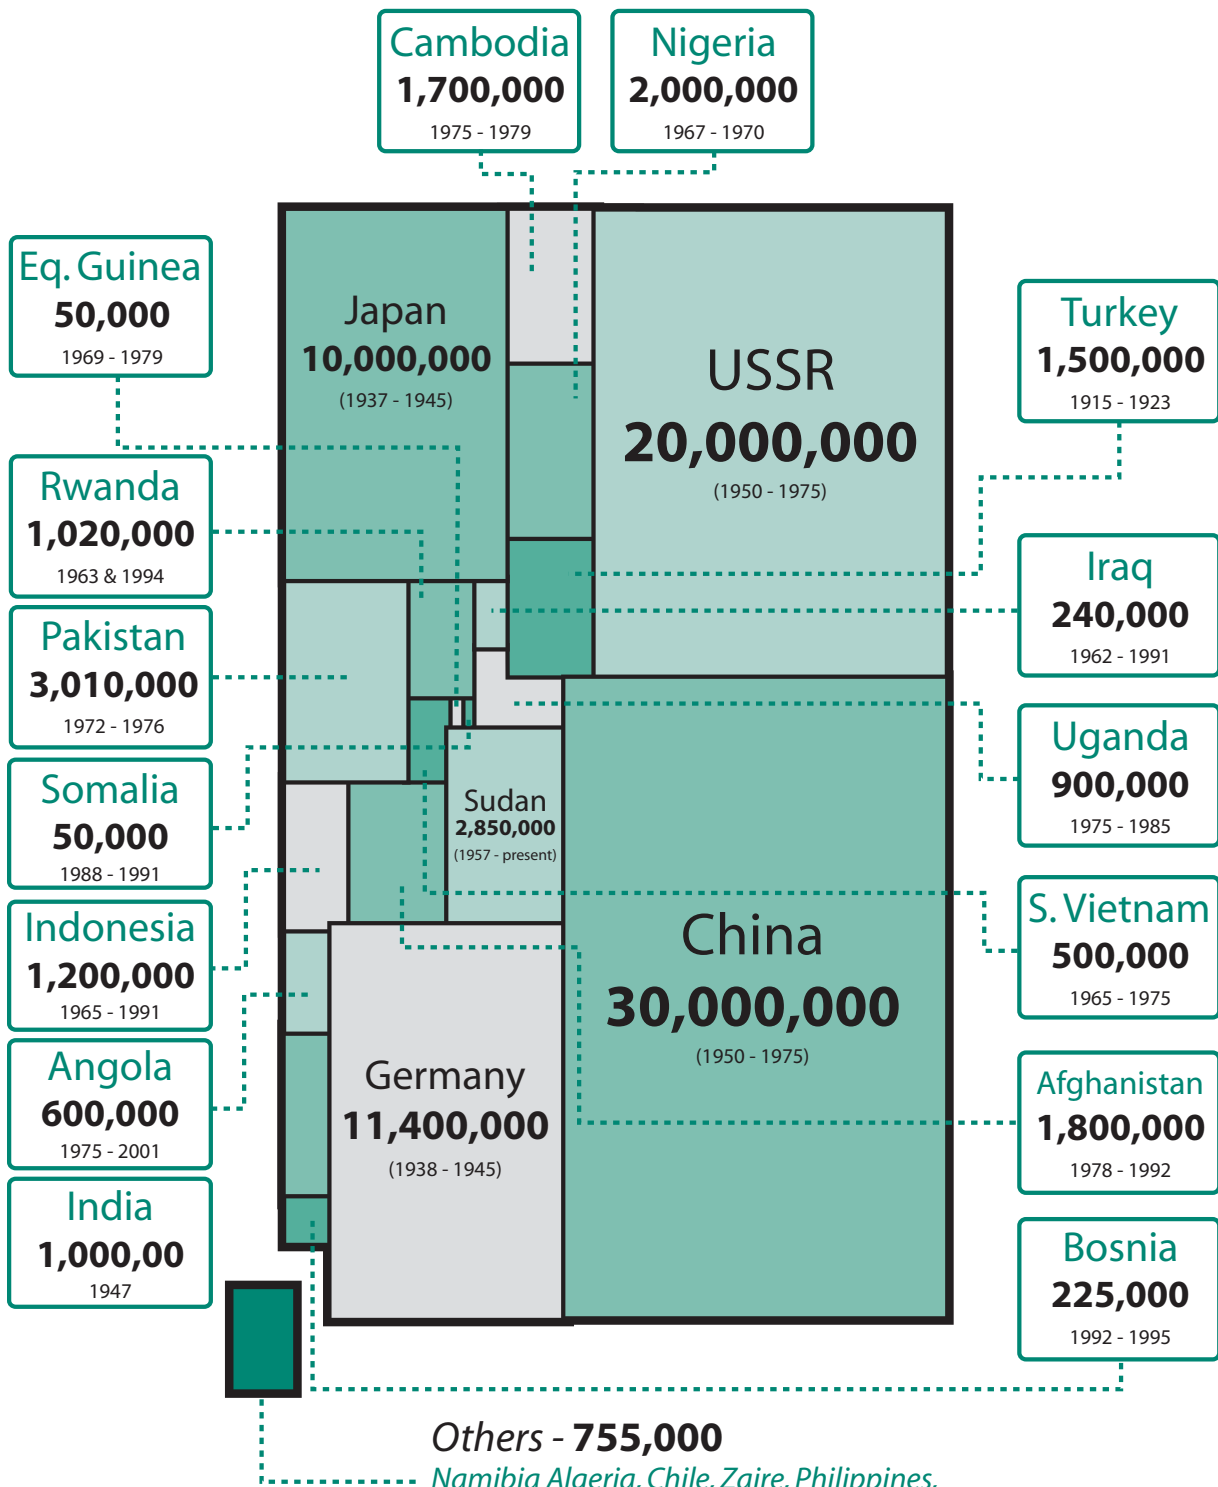 Cambodia
1,700,000
1975 - 1979
Nigeria
2,000,000
1967 - 1970
Eq. Guinea
50,000
1969 - 1979
Japan
10,000,000
(1937 - 1945)
USSR
20,000,000
(1950 - 1975)
Turkey
1,500,000
1915 - 1923
Rwanda
1,020,000
1963 & 1994
Iraq
240,000
1962 - 1991
Pakistan
3,010,000
1972 - 1976
Uganda
900,000
1975 - 1985
Somalia
50,000
1988 - 1991
Sudan
2,850,000
(1957 - present)
Indonesia
1,200,000
1965 - 1991
China
30,000,000
(1950 - 1975)
S. Vietnam
500,000
1965 - 1975
Angola
600,000
1975 - 2001
Germany
11,400,000
(1938 - 1945)
Afghanistan
1,800,000
1978 - 1992
India
1,000,00
1947
Bosnia
225,000
1992 - 1995
Others - 755,000
Namibia Algeria, Chile, Zaire, Philippines,